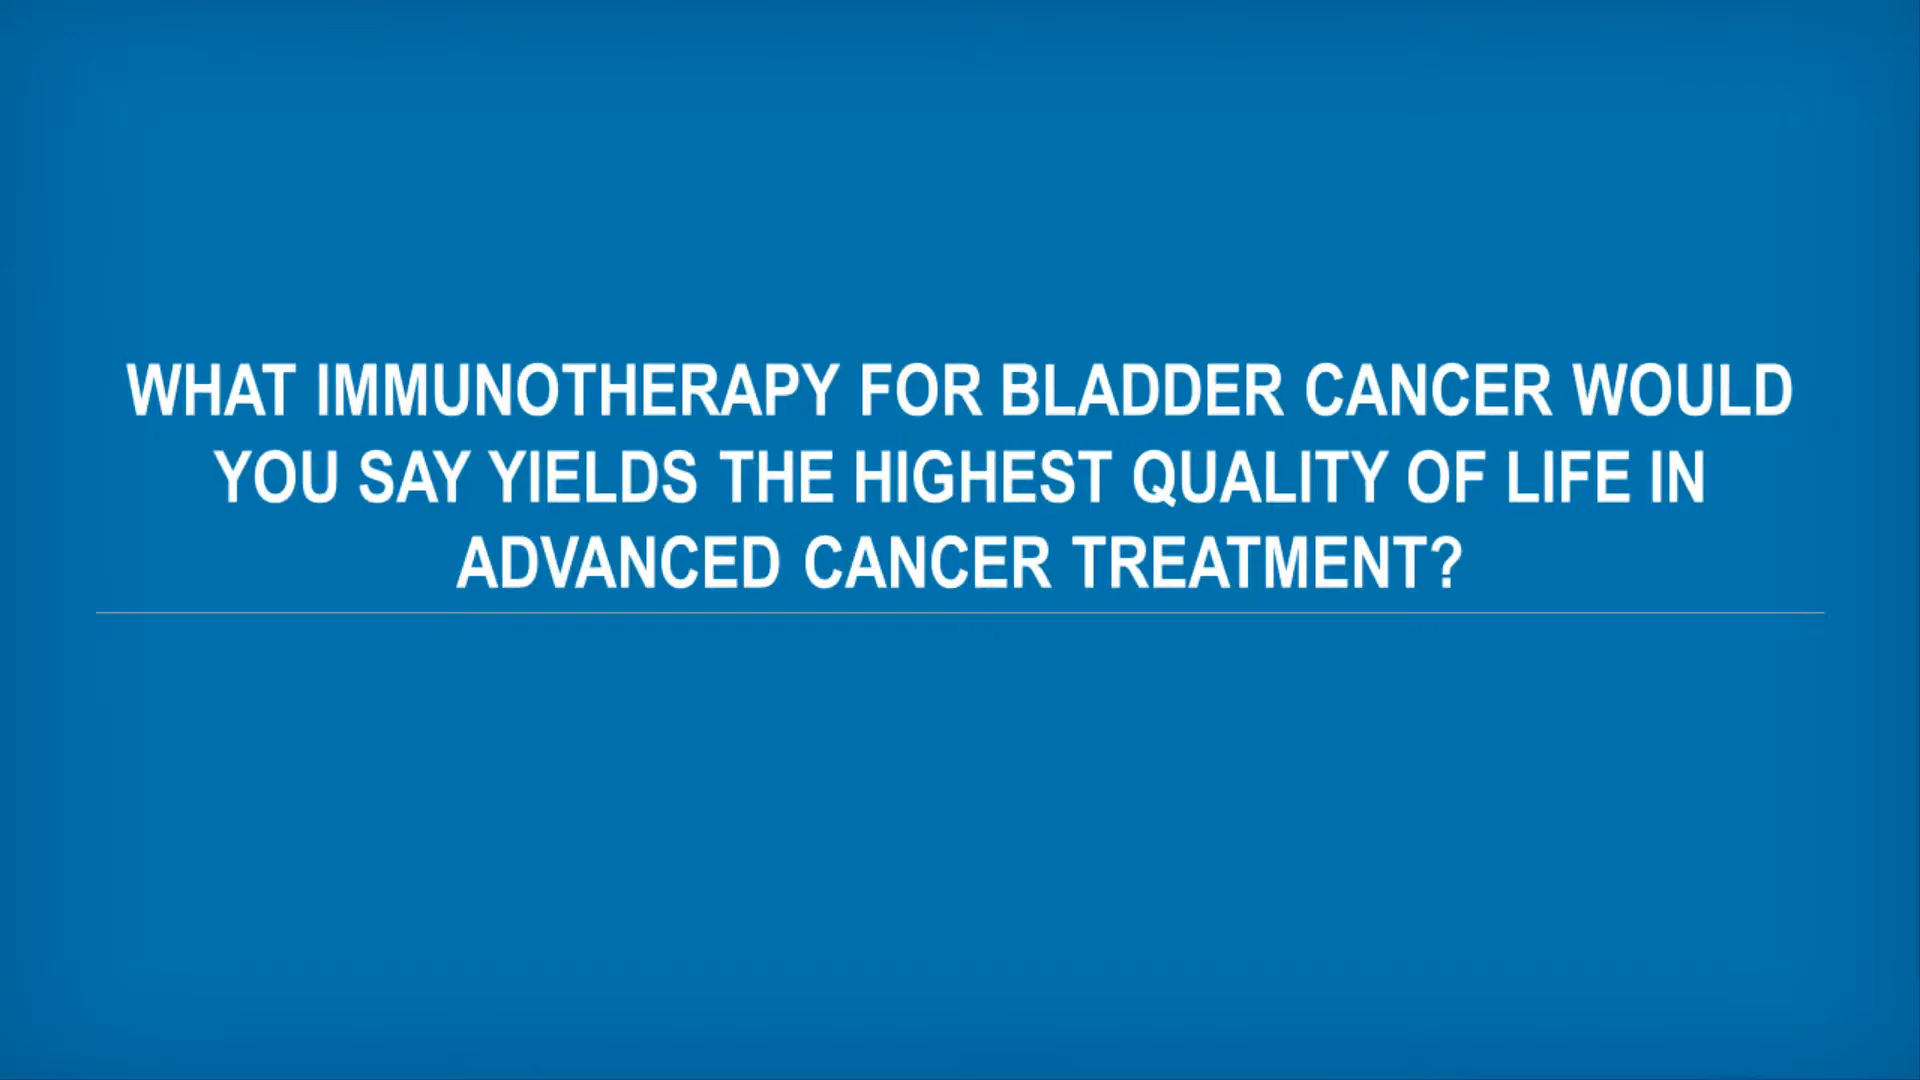 WHAT IMMUNOTHERAPY FOR BLADDER CANCER WOULD
YOU SAY YIELDS THE HIGHEST QUALITY OF LIFE IN
ADVANCED CANCER TREATMENT?